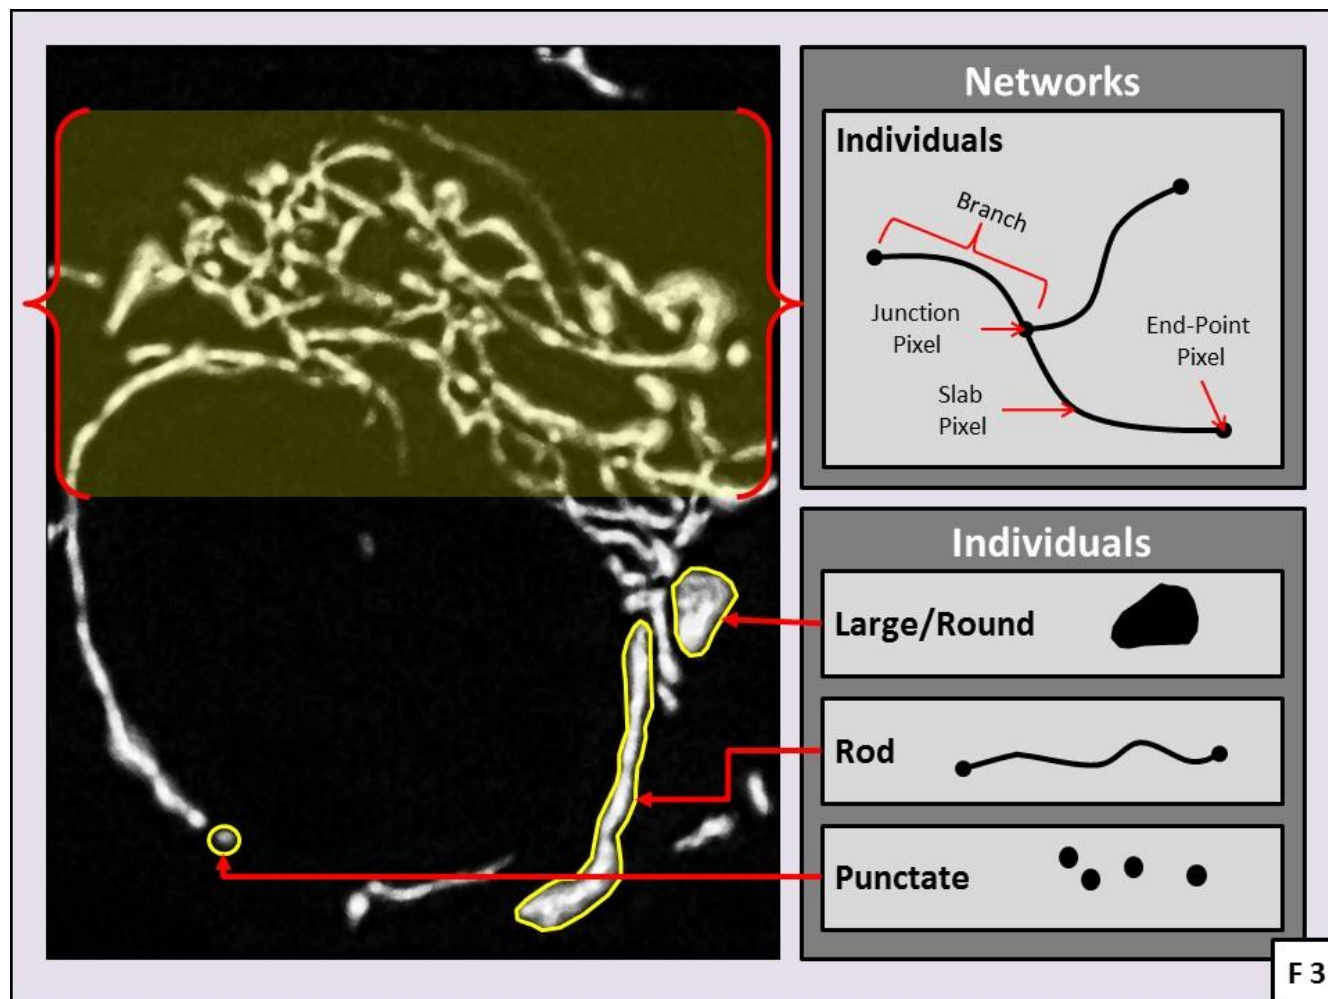 Networks
Individuals
Branch
Junction
Pixel
End-Point
Pixel
Slab
Pixel
Individuals
Large/Round
Rod
Punctate
F 3